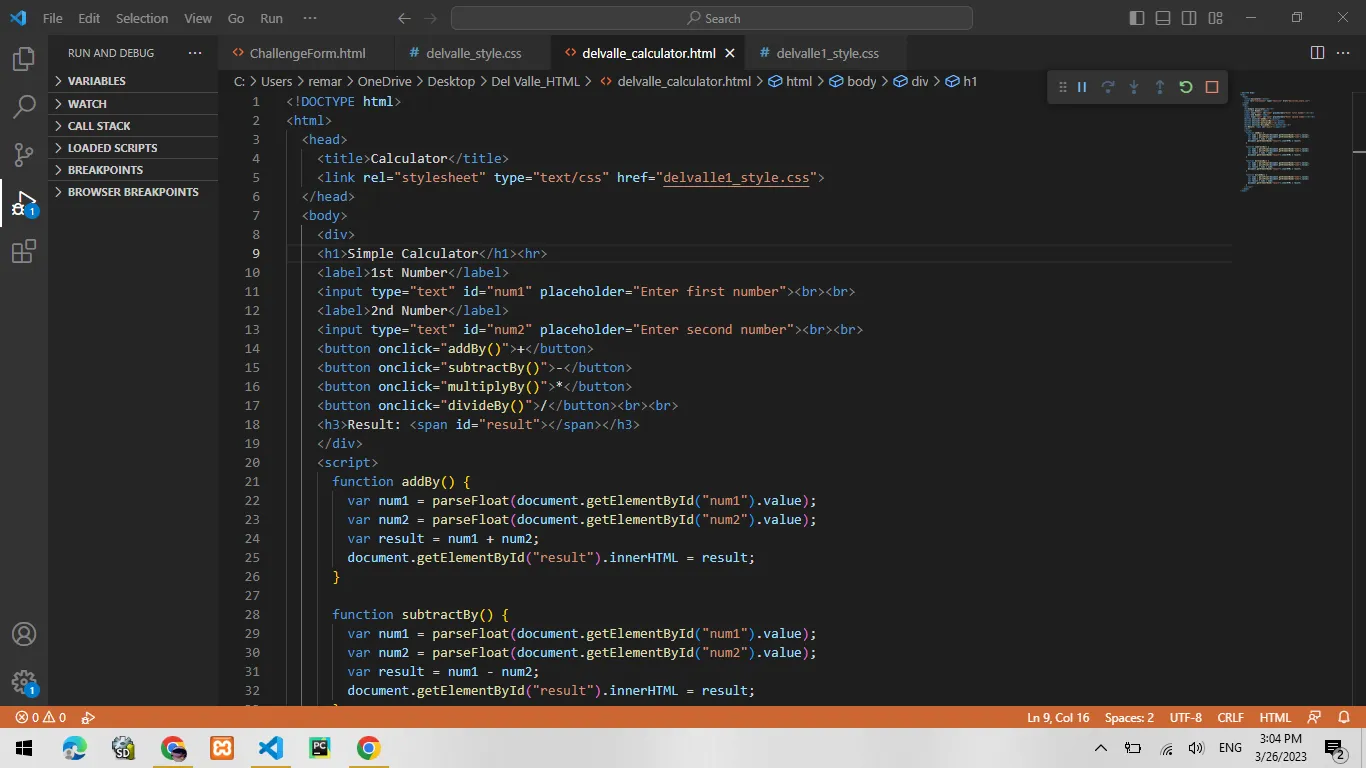 File Edit Selection View Go Run ··· Search
RUN AND DEBUG ···
ChallengeForm.html delvalle_style.css delvalle_calculator.html delvalle1_style.css ···
C: > Users > remar > OneDrive > Desktop > Del Valle_HTML > delvalle_calculator.html > html > body > div > h1
VARIABLES
WATCH
CALL STACK
LOADED SCRIPTS
BREAKPOINTS
BROWSER BREAKPOINTS
1 <!DOCTYPE html>
2 <html>
3 <head>
4 <title>Calculator</title>
5 <link rel="stylesheet" type="text/css" href="delvalle1_style.css">
6 </head>
7 <body>
8 <div>
9 <h1>Simple Calculator</h1><hr>
10 <label>1st Number</label>
11 <input type="text" id="num1" placeholder="Enter first number"><br><br>
12 <label>2nd Number</label>
13 <input type="text" id="num2" placeholder="Enter second number"><br><br>
14 <button onclick="addBy()">+</button>
15 <button onclick="subtractBy()">-</button>
16 <button onclick="multiplyBy()">*</button>
17 <button onclick="divideBy()">/</button><br><br>
18 <h3>Result: <span id="result"></span></h3>
19 </div>
20 <script>
21 function addBy() {
22 var num1 = parseFloat(document.getElementById("num1").value);
23 var num2 = parseFloat(document.getElementById("num2").value);
24 var result = num1 + num2;
25 document.getElementById("result").innerHTML = result;
26 }
27
28 function subtractBy() {
29 var num1 = parseFloat(document.getElementById("num1").value);
30 var num2 = parseFloat(document.getElementById("num2").value);
31 var result = num1 - num2;
32 document.getElementById("result").innerHTML = result;
1
1
0 0 Ln 9, Col 16 Spaces: 2 UTF-8 CRLF HTML
SD PC ENG 3:04 PM
3/26/2023 2